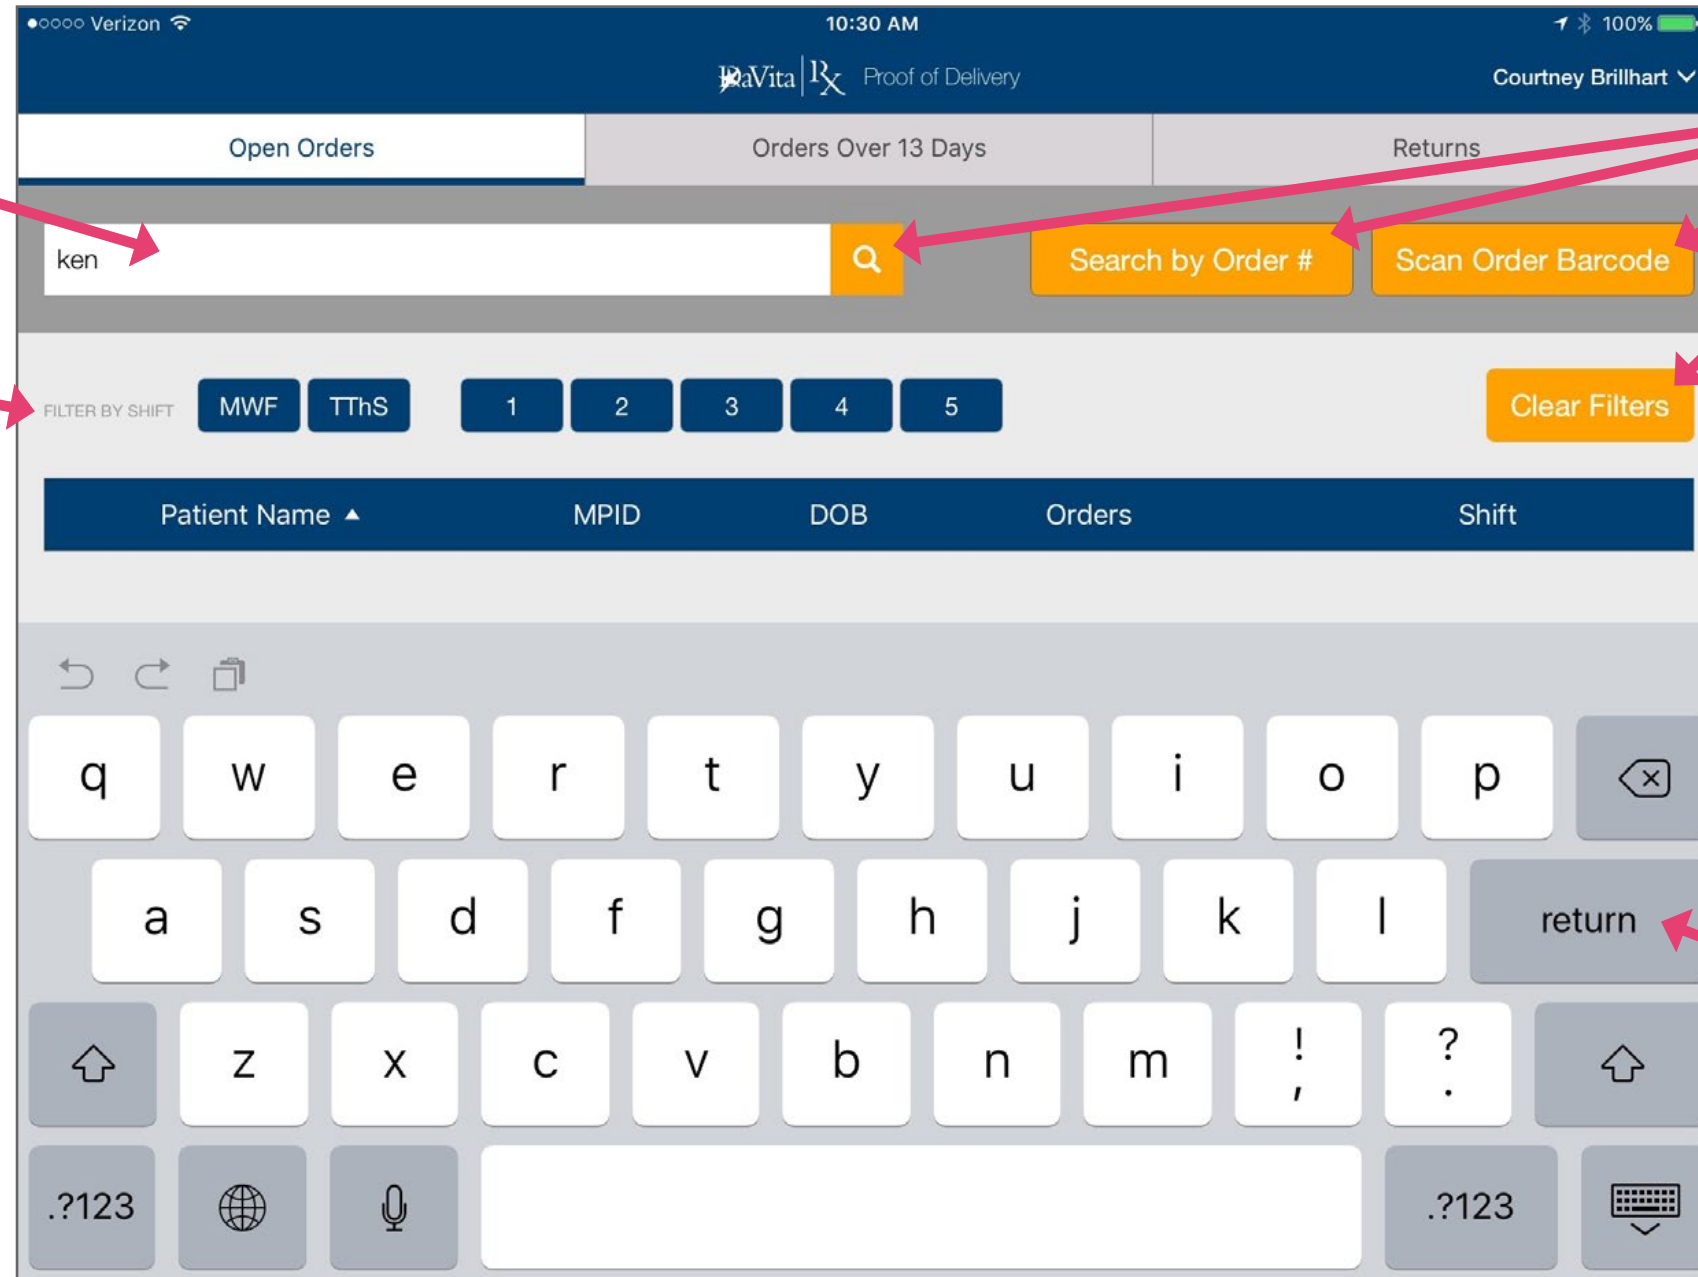 Verizon 10:30 AM 100%
DaVita Rx Proof of Delivery Courtney Brillhart
Open Orders Orders Over 13 Days Returns
ken Search by Order # Scan Order Barcode
FILTER BY SHIFT MWF TThS 1 2 3 4 5 Clear Filters
Patient Name MPID DOB Orders Shift
q w e r t y u i o p
a s d f g h j k l return
z x c v b n m ! , ? .
.?123 .?123